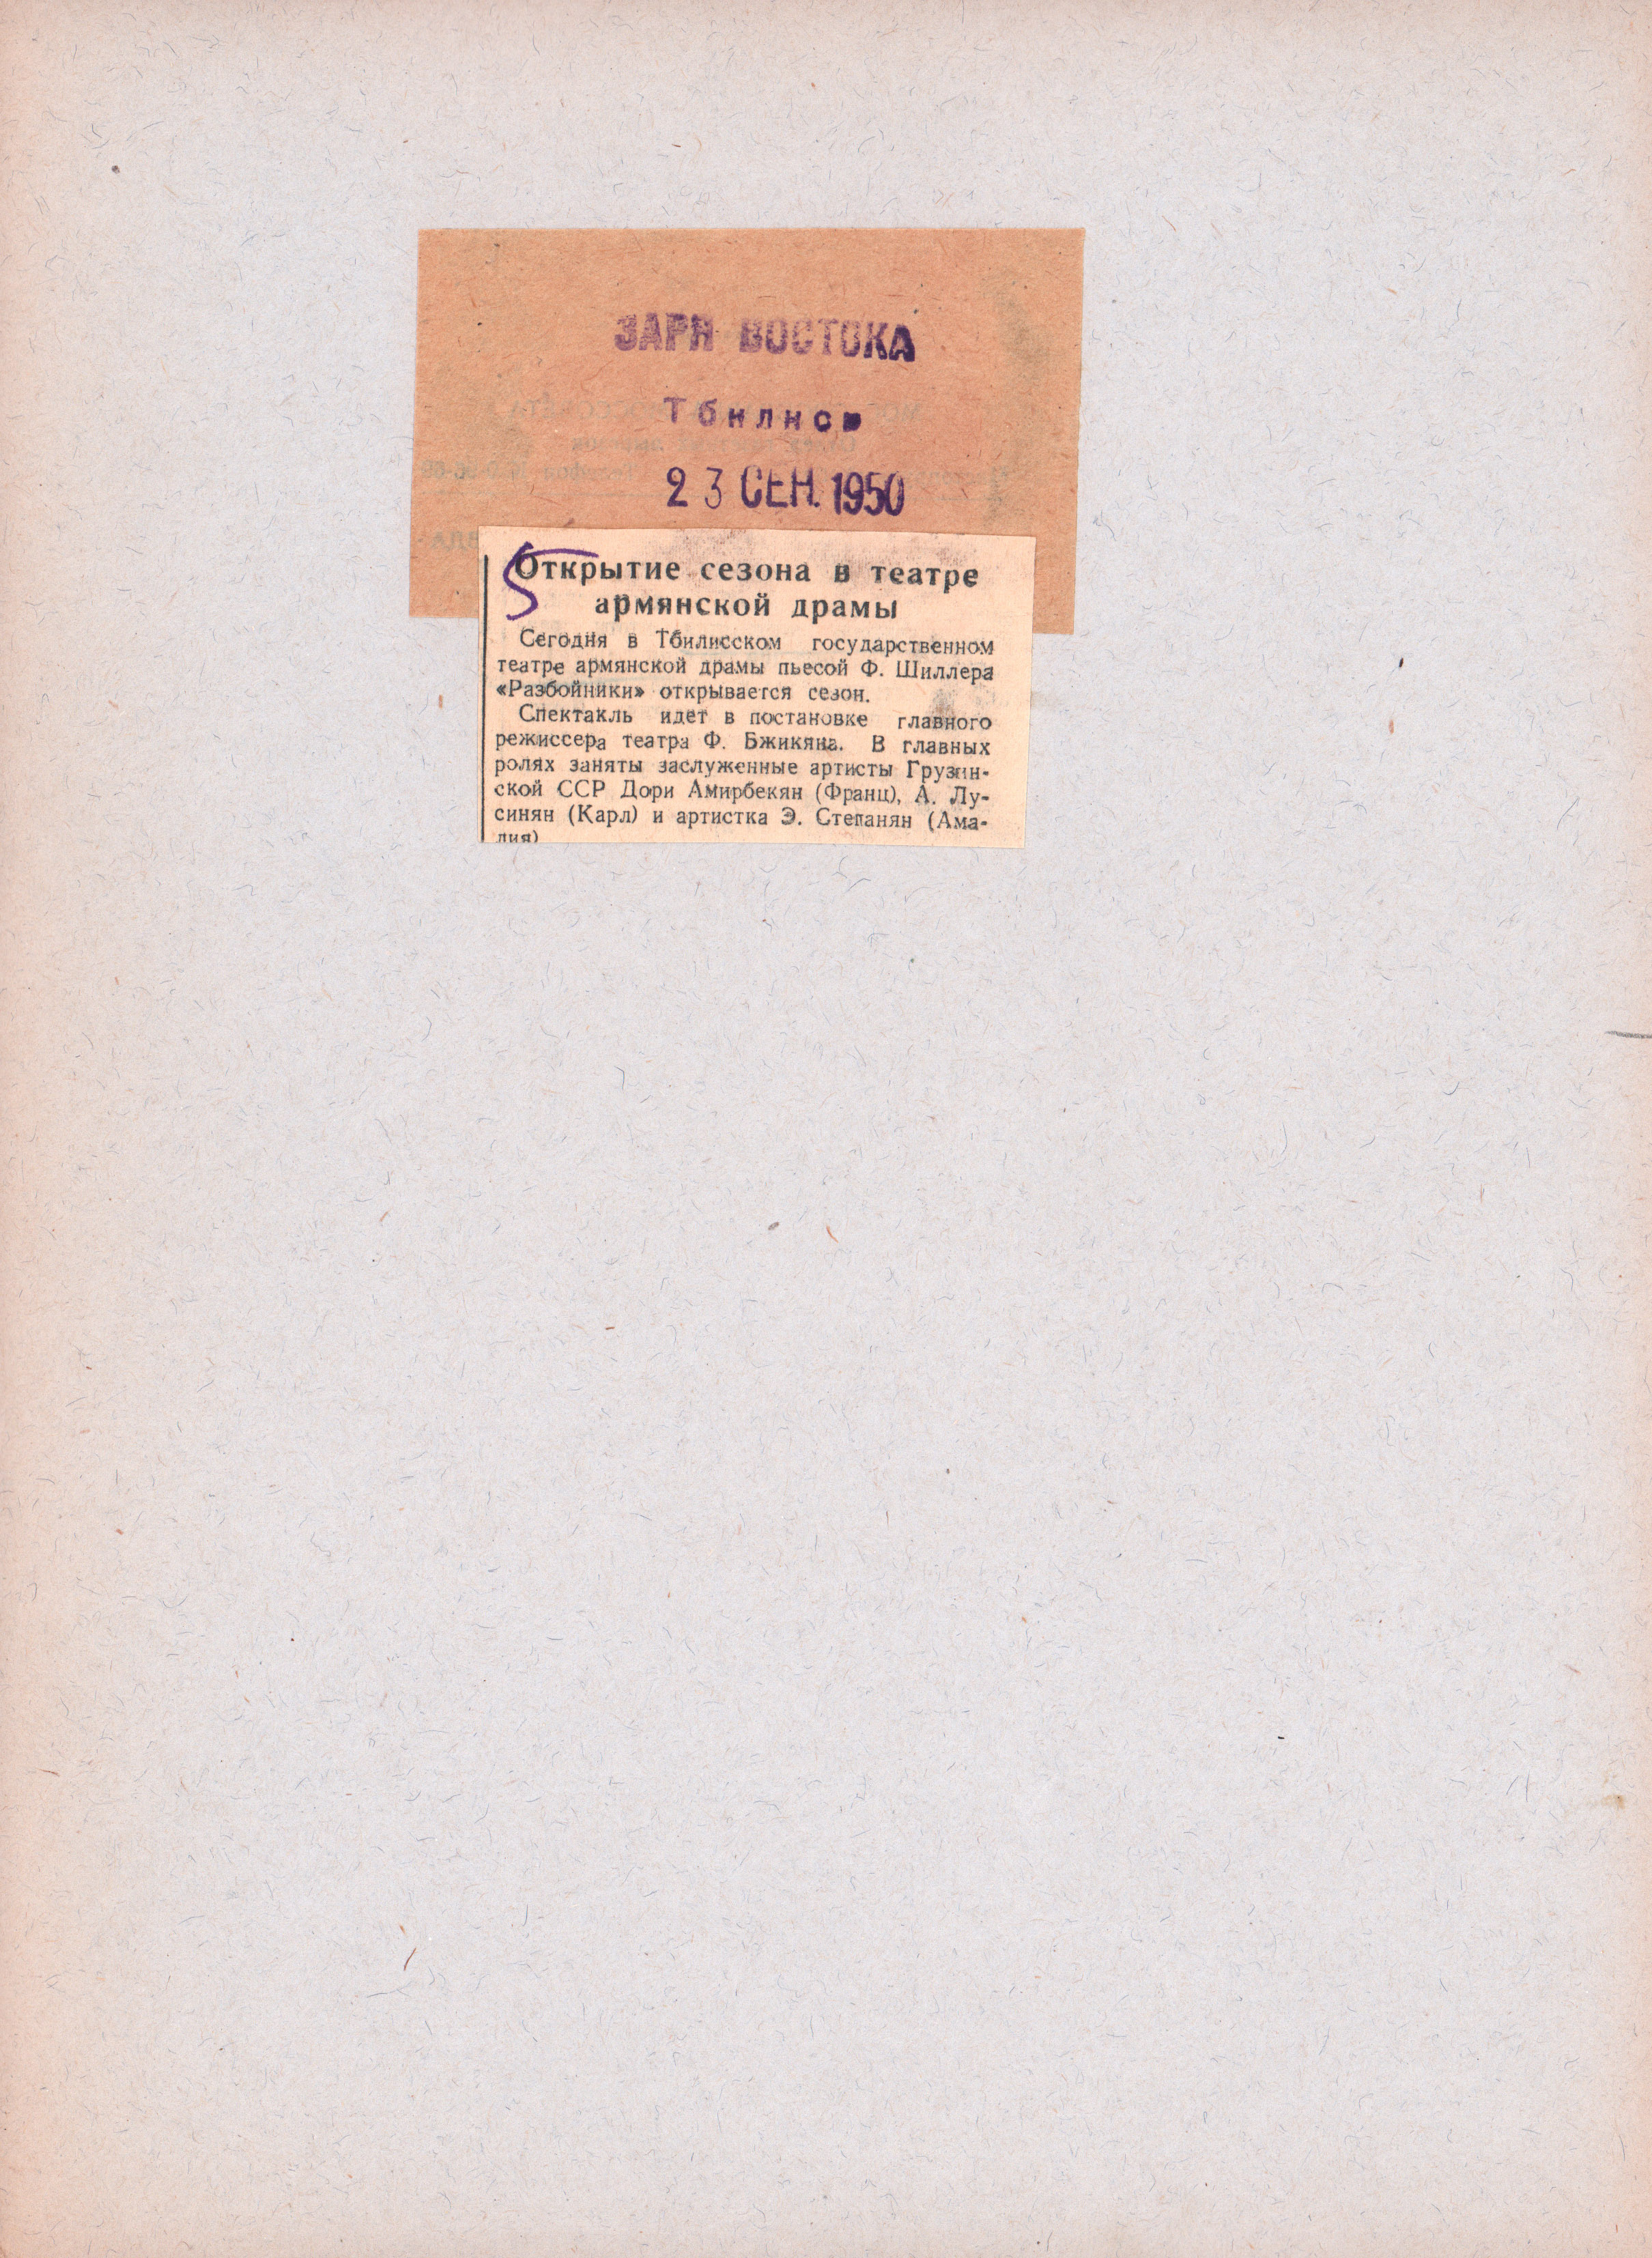 ЗАРЯ ВОСТОКА
Тбилиси
23 СЕН. 1950
Открытие сезона в театре
армянской драмы
Сегодня в Тбилисском государственном
театре армянской драмы пьесой Ф. Шиллера
«Разбойники» открывается сезон.
Спектакль идет в постановке главного
режиссера театра Ф. Бжикяна. В главных
ролях заняты заслуженные артисты Грузин-
ской ССР Дори Амирбекян (Франц), А. Лу-
синян (Карл) и артистка Э. Степанян (Ама-
лия)